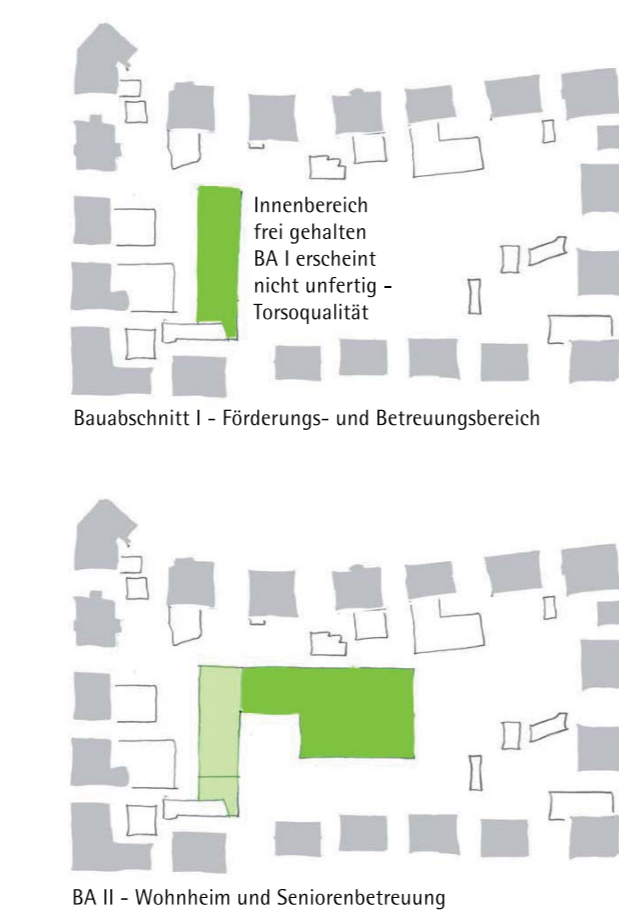 Innenbereich
frei gehalten
BA I erscheint
nicht unfertig -
Torsoqualität
Bauabschnitt I - Förderungs- und Betreuungsbereich
BA II - Wohnheim und Seniorenbetreuung